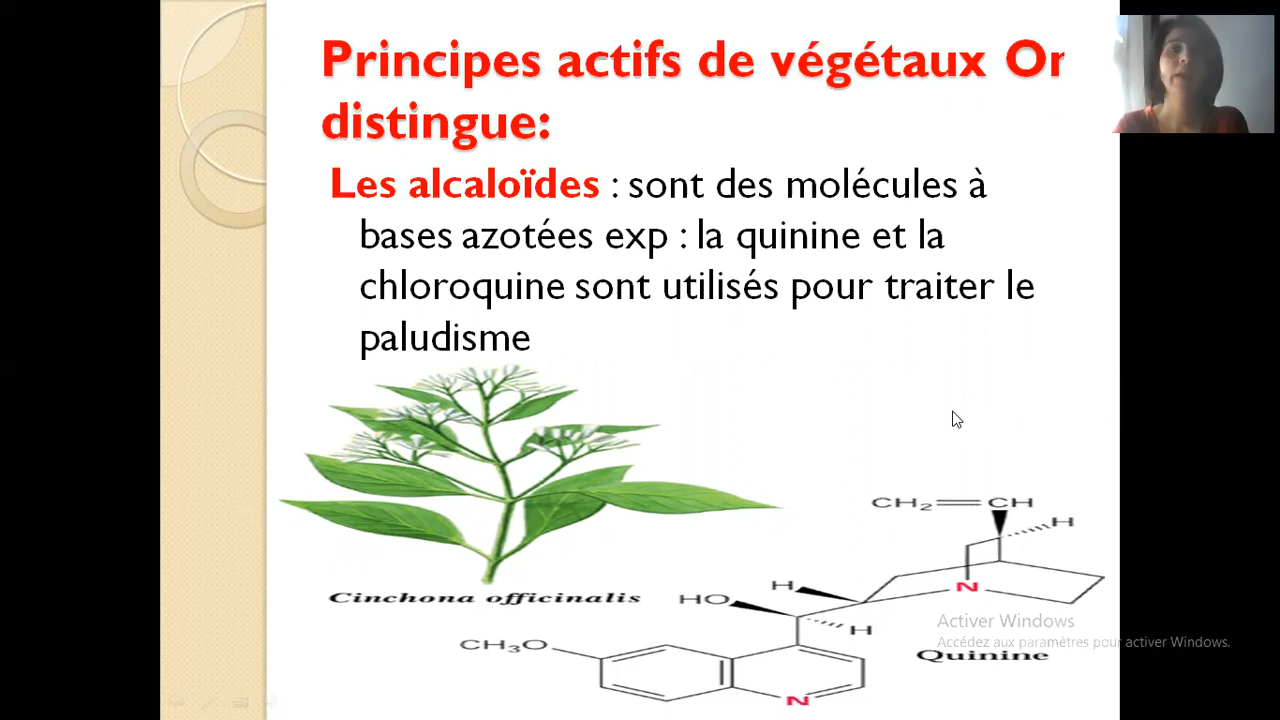 Principes actifs de végétaux On
distingue:
Les alcaloïdes : sont des molécules à
bases azotées exp : la quinine et la
chloroquine sont utilisés pour traiter le
paludisme
CH₂ CH
H
N
H
HO
H
CH₃O
N
Cinchona officinalis
Quinine
Activer Windows
Accédez aux paramètres pour activer Windows.